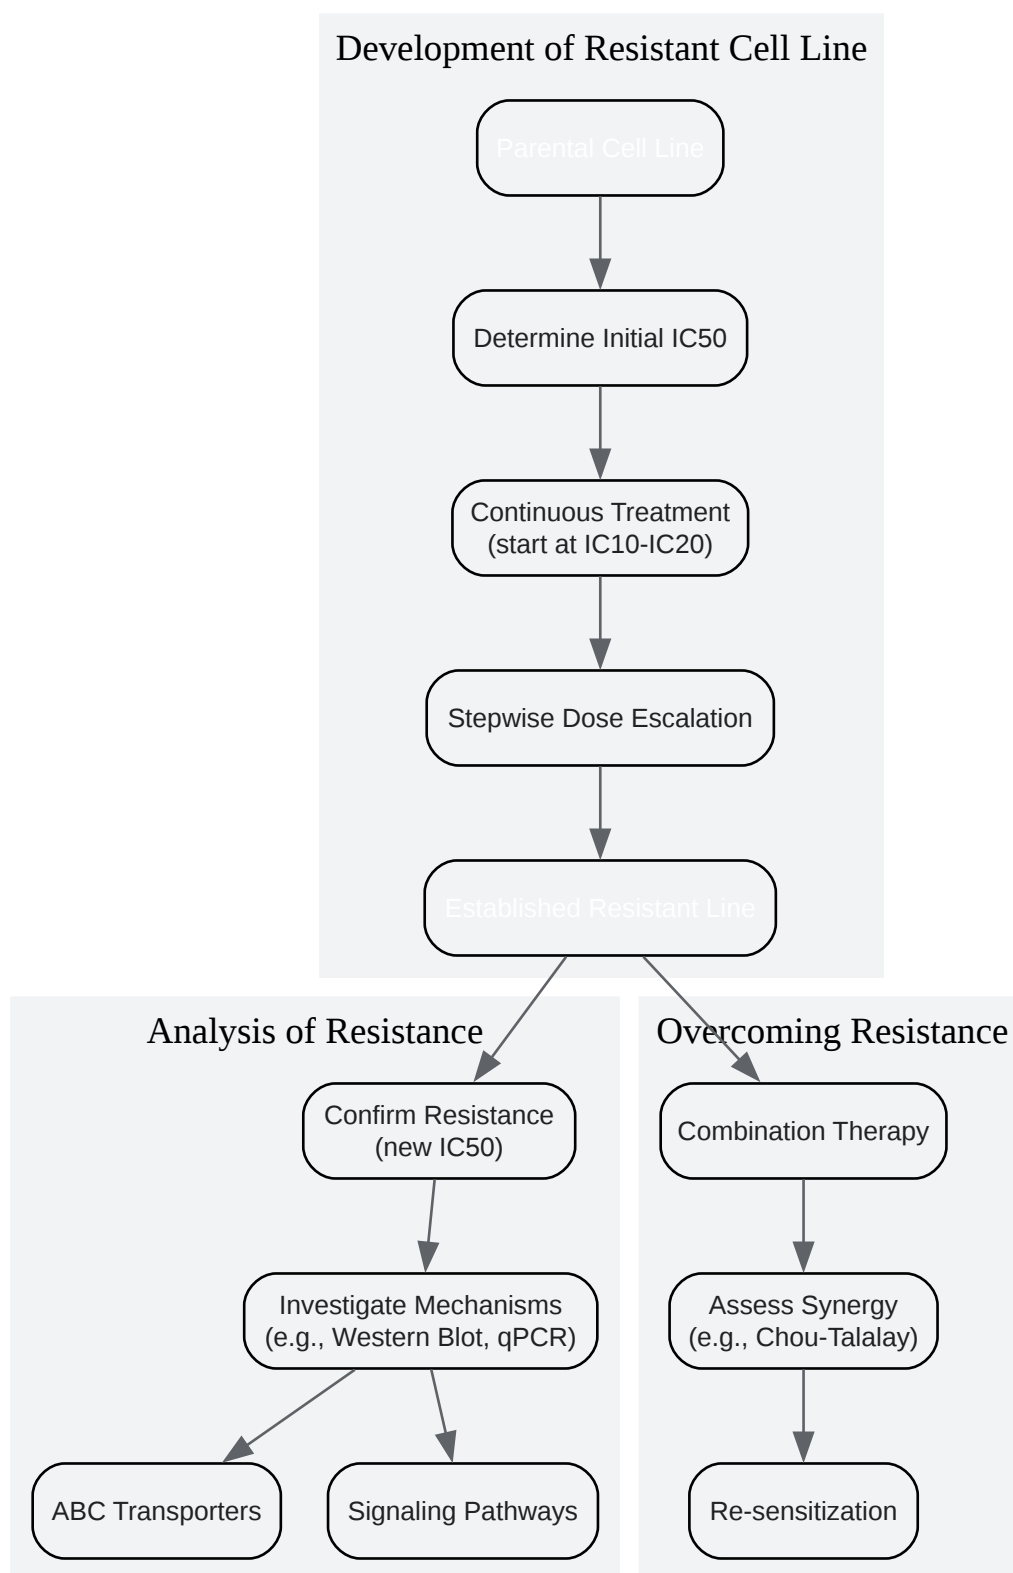 Development of Resistant Cell Line
Parental Cell Line
Determine Initial IC50
Continuous Treatment
(start at IC10-IC20)
Stepwise Dose Escalation
Established Resistant Line
Analysis of Resistance
Confirm Resistance
(new IC50)
Investigate Mechanisms
(e.g., Western Blot, qPCR)
ABC Transporters
Signaling Pathways
Overcoming Resistance
Combination Therapy
Assess Synergy
(e.g., Chou-Talalay)
Re-sensitization